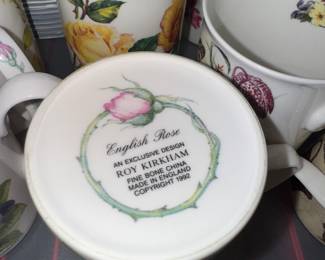 English Rose
AN EXCLUSIVE DESIGN
ROY KIRKHAM
FINE BONE CHINA
MADE IN ENGLAND
COPYRIGHT 1992